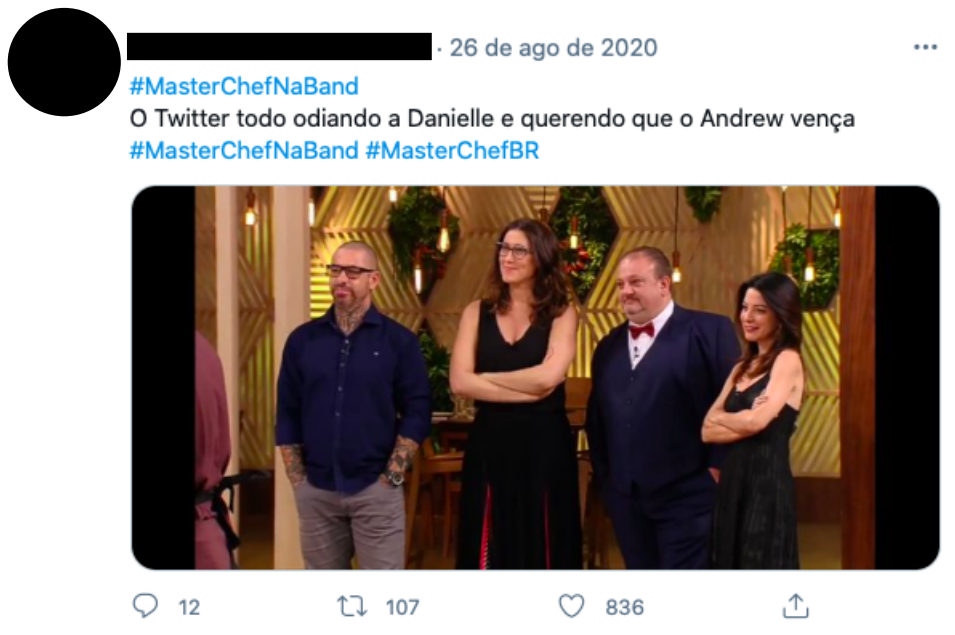 · 26 de ago de 2020
#MasterChefNaBand
O Twitter todo odiando a Danielle e querendo que o Andrew vença
#MasterChefNaBand #MasterChefBR
12 107 836